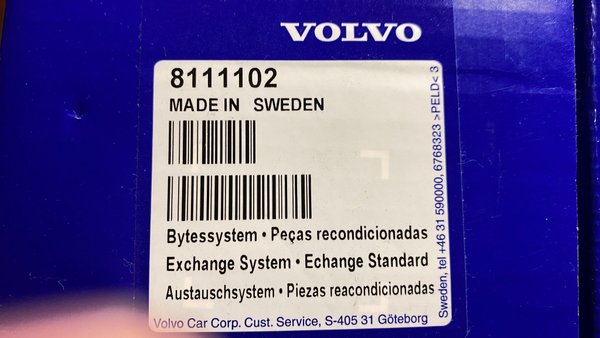 VOLVO
8111102
MADE IN SWEDEN
Bytessystem • Peças recondicionadas
Exchange System • Echange Standard
Austauschsystem • Piezas reacondicionadas
Volvo Car Corp. Cust. Service, S-405 31 Göteborg
Sweden, tel +46 31 590000, 6768323 >PELD< 3